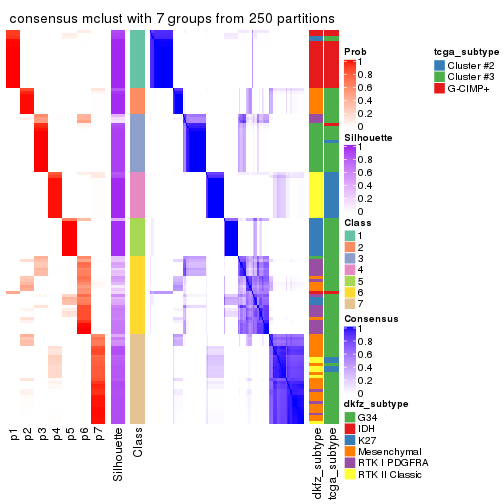 consensus mclust with 7 groups from 250 partitions
Prob
1
0.8
0.6
0.4
0.2
0
Silhouette
1
0.8
0.6
0.4
0.2
0
Class
1
2
3
4
5
6
7
Consensus
1
0.8
0.6
0.4
0.2
0
dkfz_subtype
G34
IDH
K27
Mesenchymal
RTK I PDGFRA
RTK II Classic
tcga_subtype
Cluster #2
Cluster #3
G-CIMP+
p1
p2
p3
p4
p5
p6
p7
Silhouette
Class
dkfz_subtype
tcga_subtype